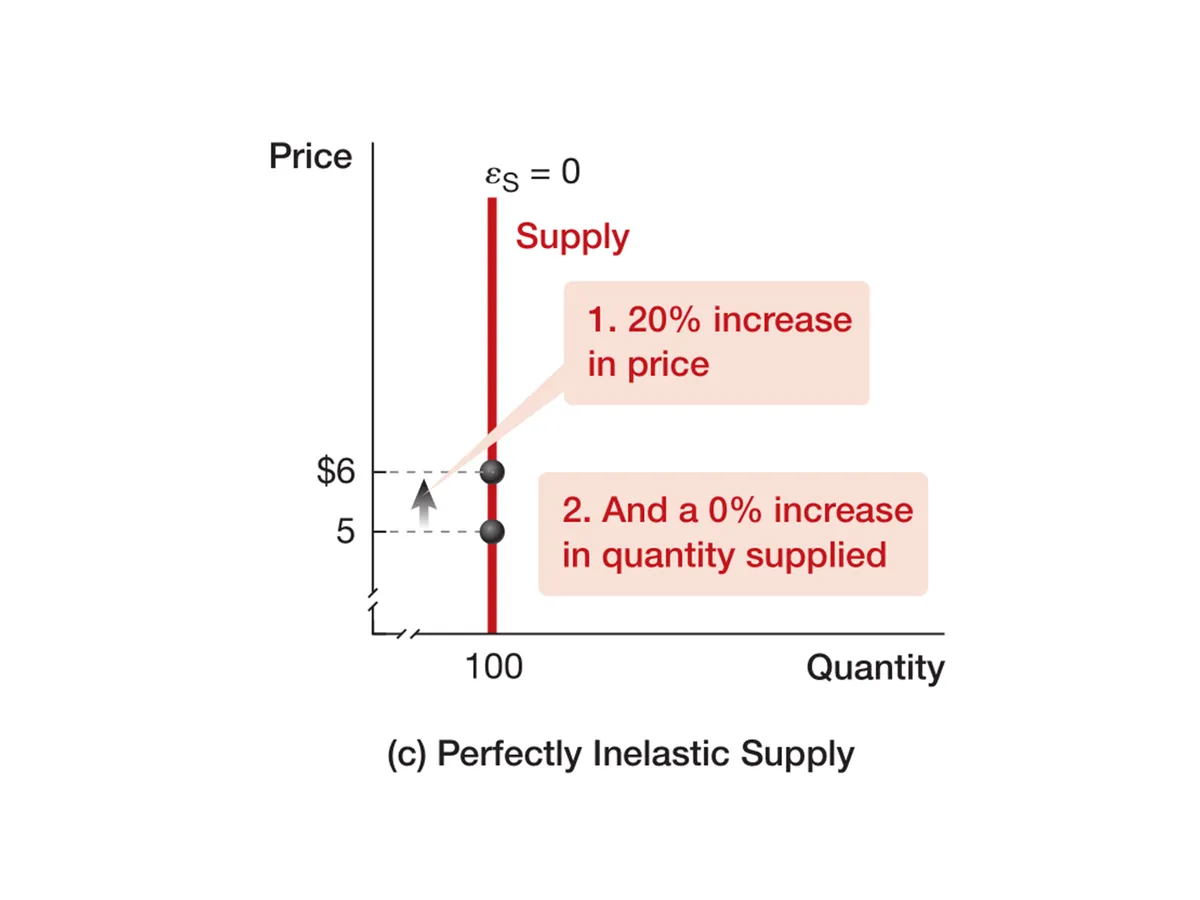 Price
εS = 0
Supply
1. 20% increase
in price
$6
5
2. And a 0% increase
in quantity supplied
100
Quantity
(c) Perfectly Inelastic Supply